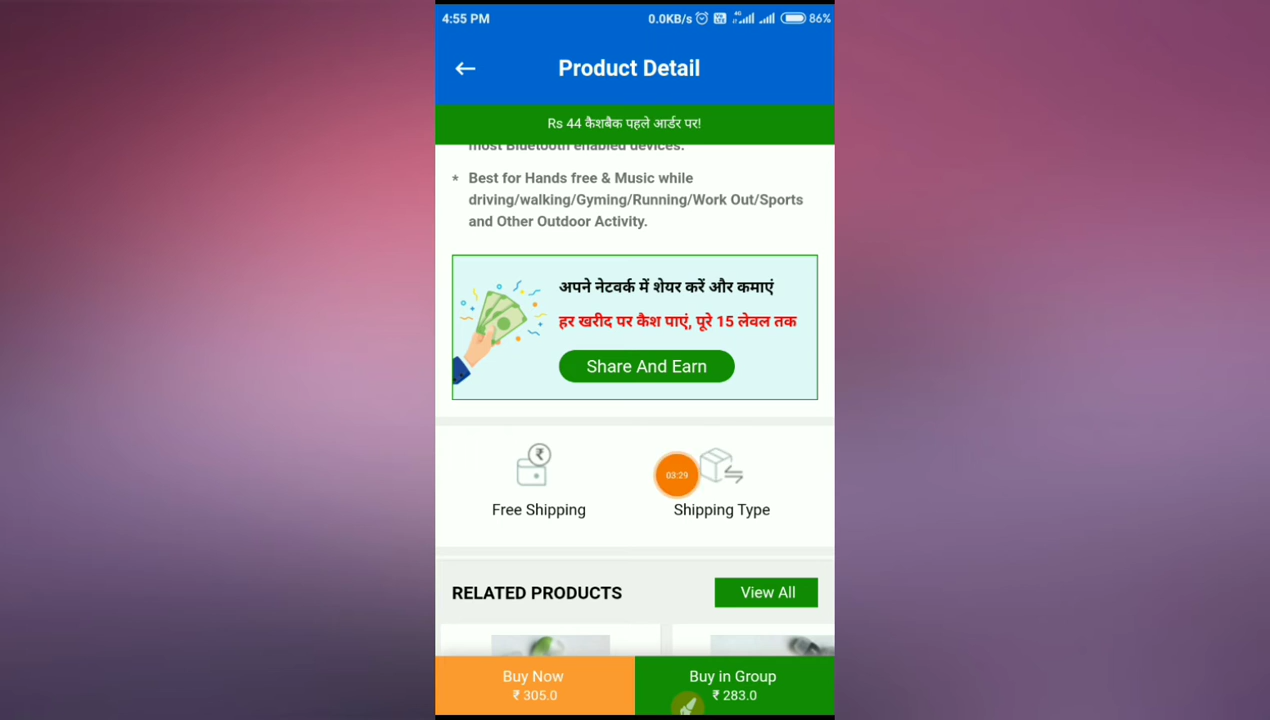 4:55 PM
0.0KB/s
4G
86%
Product Detail
Rs 44 कैशबैक पहले आर्डर पर!
most Bluetooth enabled devices.
* Best for Hands free & Music while
driving/walking/Gyming/Running/Work Out/Sports
and Other Outdoor Activity.
अपने नेटवर्क में शेयर करें और कमाएं
हर खरीद पर कैश पाएं, पूरे 15 लेवल तक
Share And Earn
₹
03:29
Free Shipping
Shipping Type
RELATED PRODUCTS
View All
Buy Now
₹ 305.0
Buy in Group
₹ 283.0